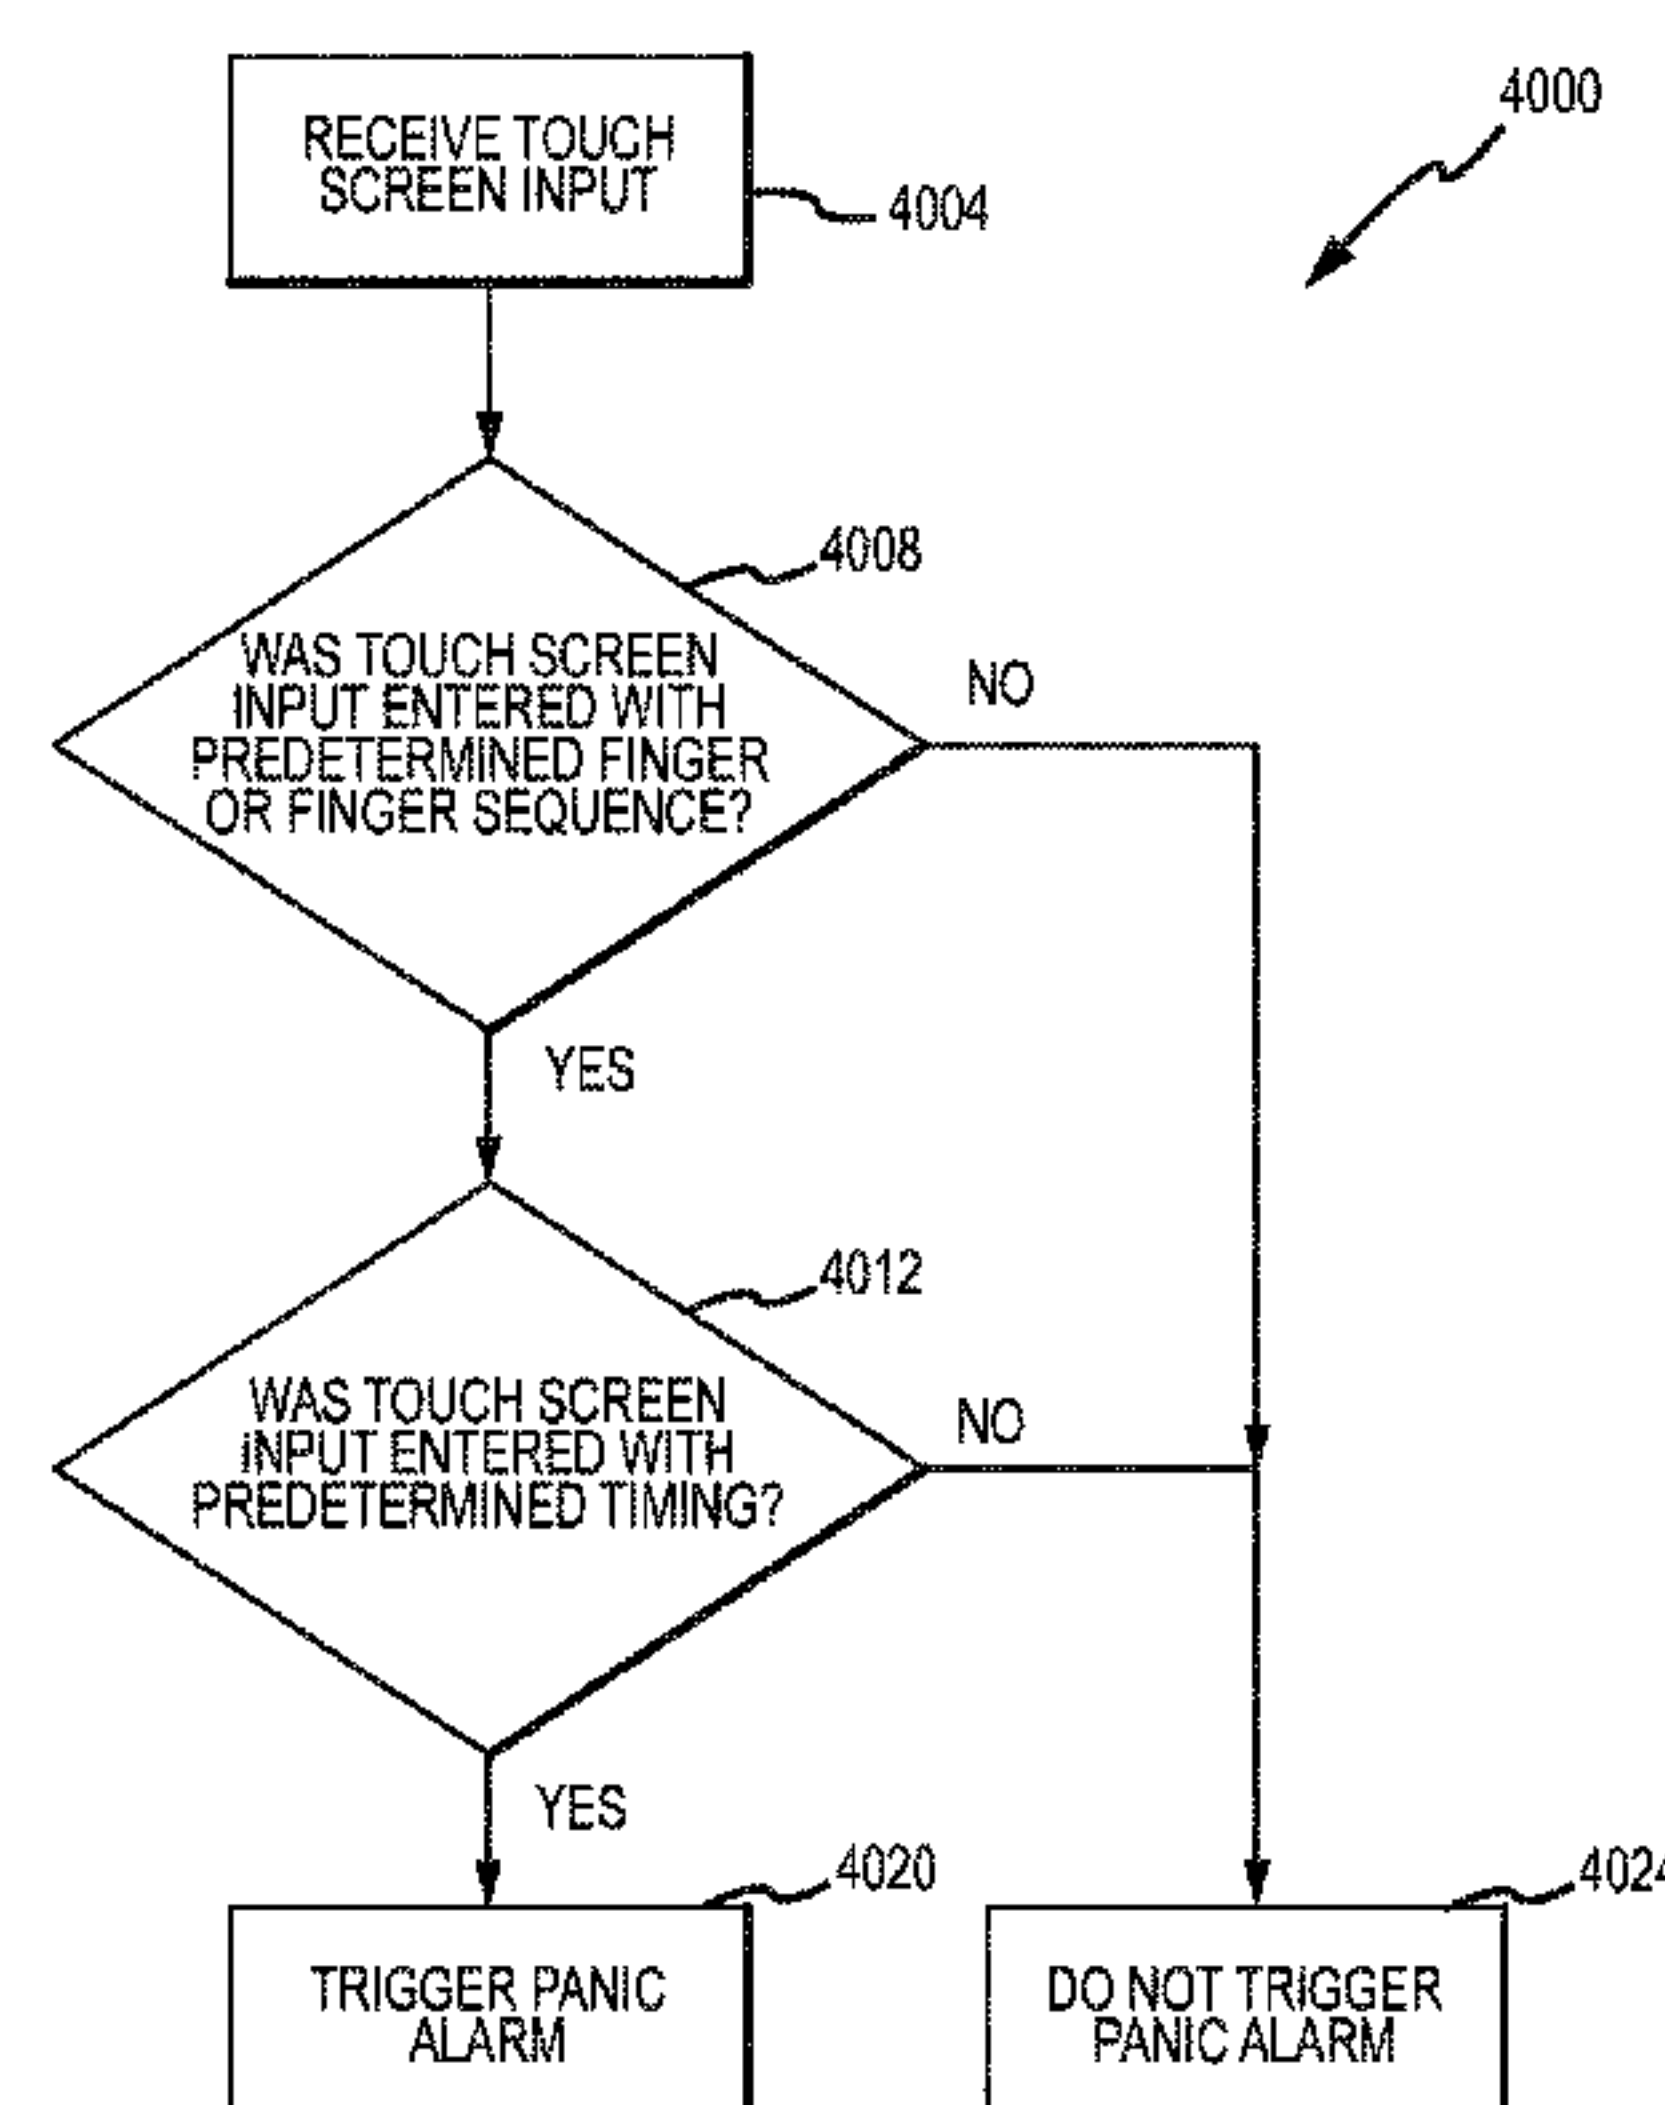 4000
RECEIVE TOUCH
SCREEN INPUT
4004
4008
WAS TOUCH SCREEN
INPUT ENTERED WITH
PREDETERMINED FINGER
OR FINGER SEQUENCE?
NO
YES
4012
WAS TOUCH SCREEN
INPUT ENTERED WITH
PREDETERMINED TIMING?
NO
YES
4020
4024
TRIGGER PANIC
ALARM
DO NOT TRIGGER
PANIC ALARM